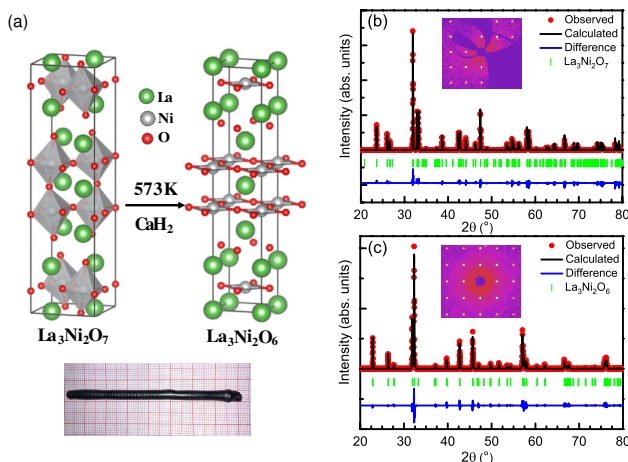 (a)
La
Ni
O
573K
CaH₂
La₃Ni₂O₇
La₃Ni₂O₆
(b)
Observed
Calculated
Difference
La₃Ni₂O₇
Intensity (abs. units)
20 30 40 50 60 70 80
2θ (°)
(c)
Observed
Calculated
Difference
La₃Ni₂O₆
Intensity (abs. units)
20 30 40 50 60 70 80
2θ (°)